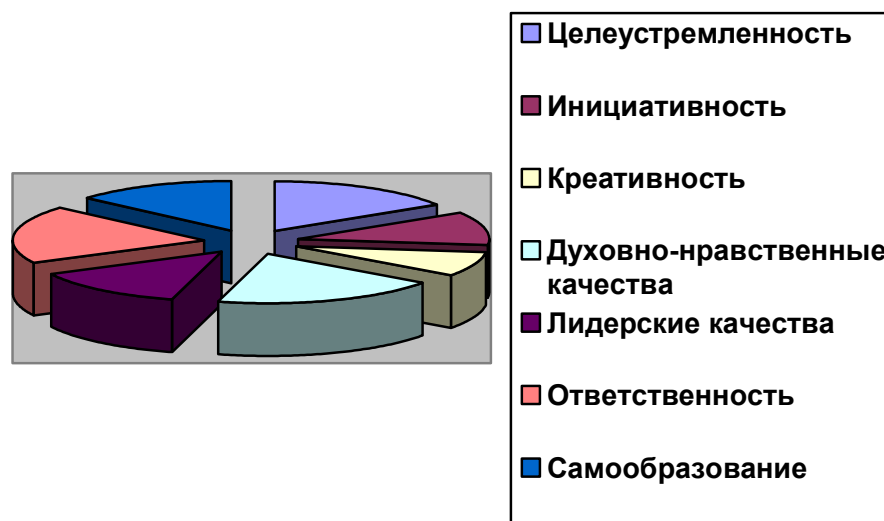 Целеустремленность
Инициативность
Креативность
Духовно-нравственные
качества
Лидерские качества
Ответственность
Самообразование